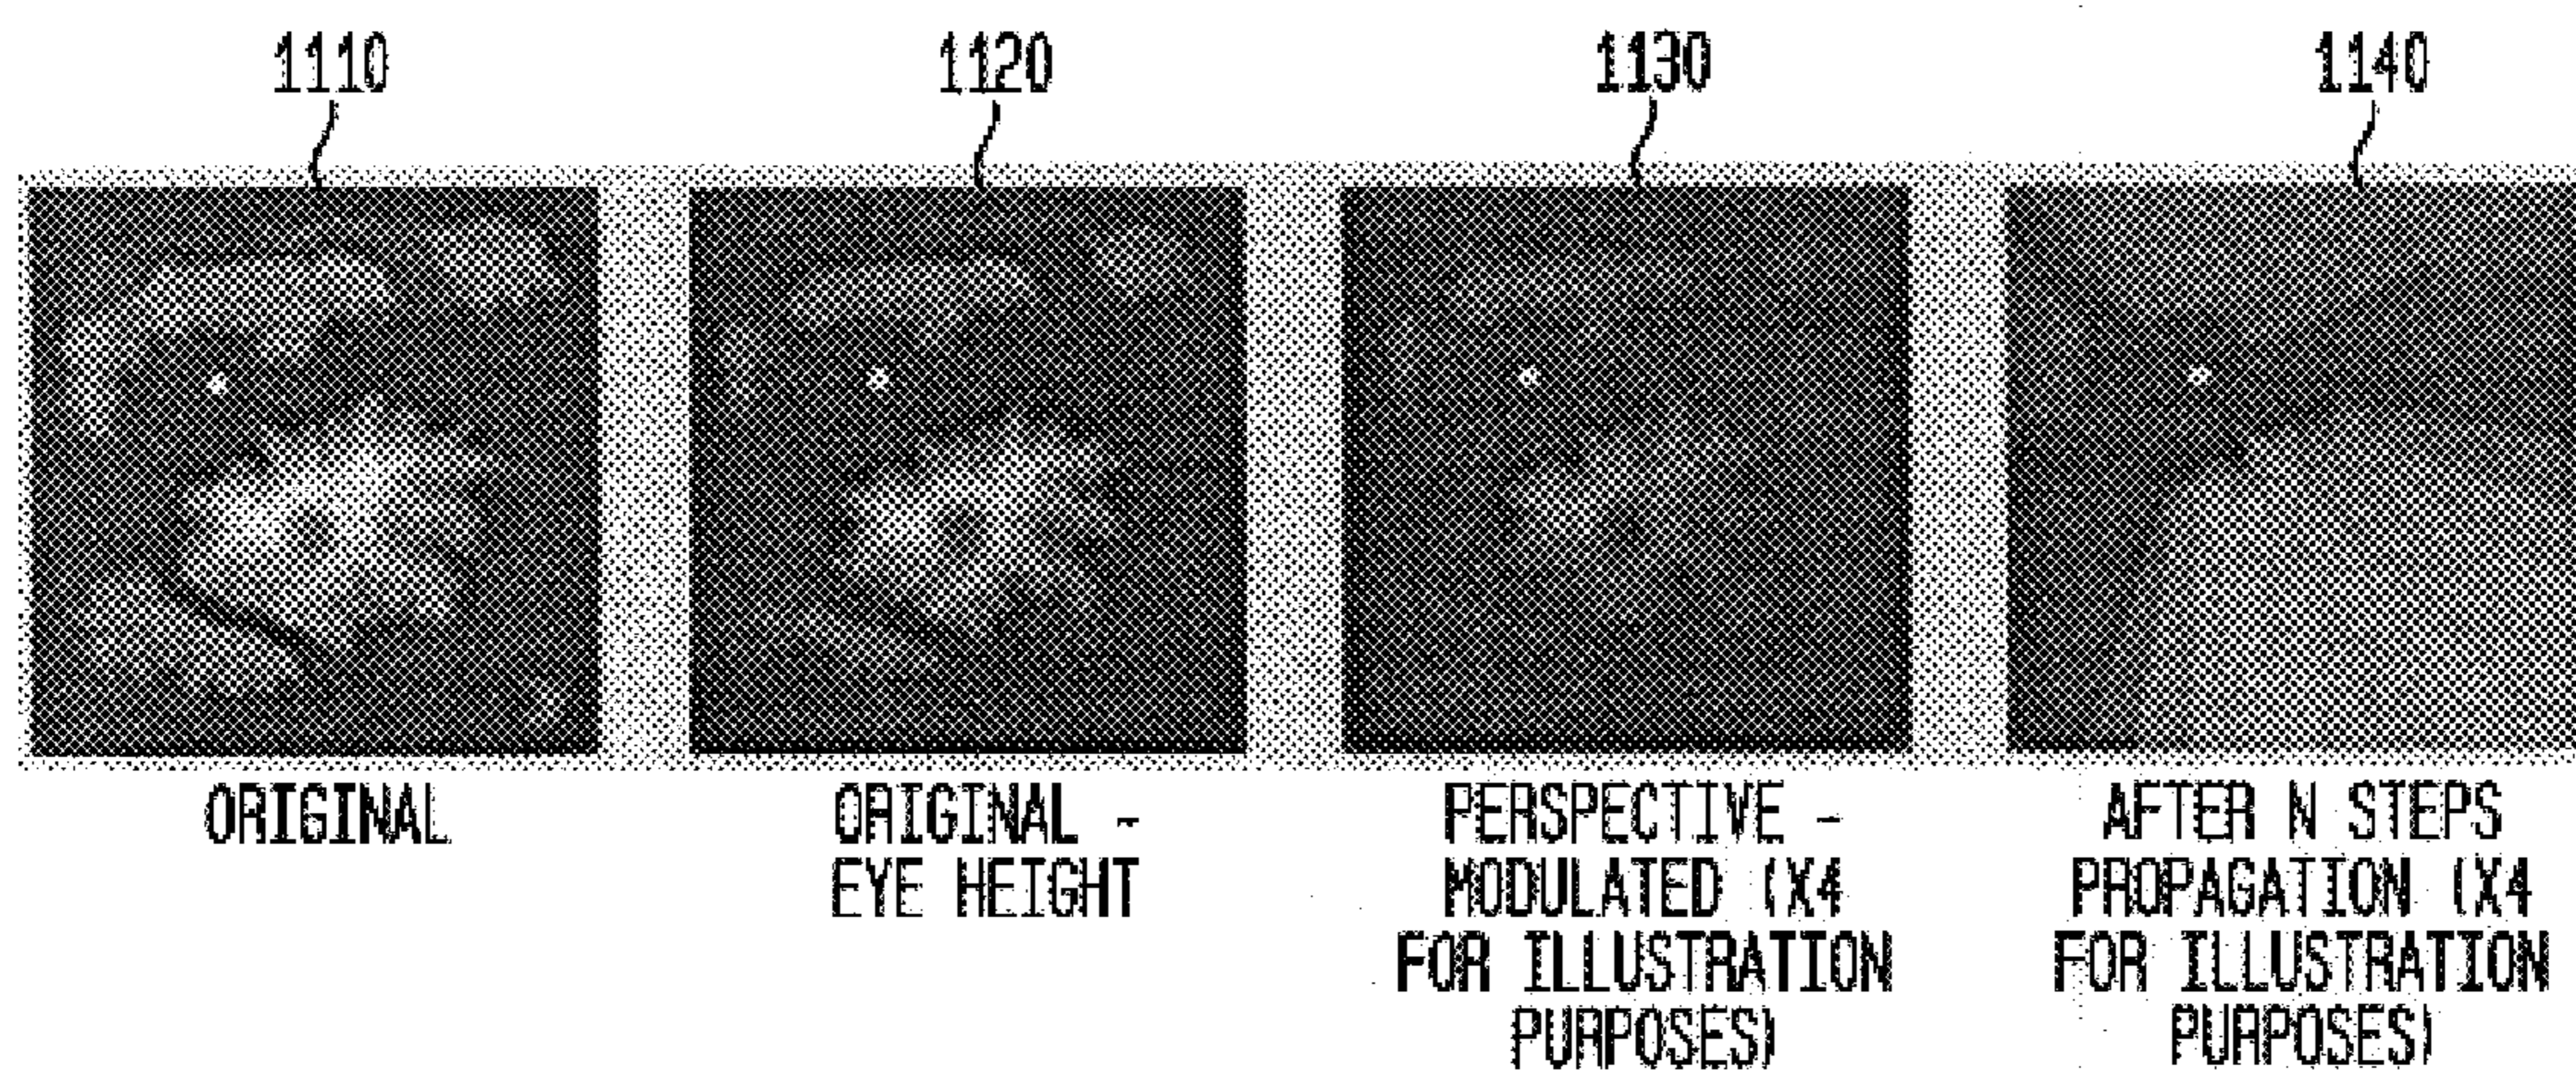 1110 1120 1130 1140
ORIGINAL
ORIGINAL -
EYE HEIGHT
PERSPECTIVE -
MODULATED (X4
FOR ILLUSTRATION
PURPOSES)
AFTER N STEPS
PROPAGATION (X4
FOR ILLUSTRATION
PURPOSES)